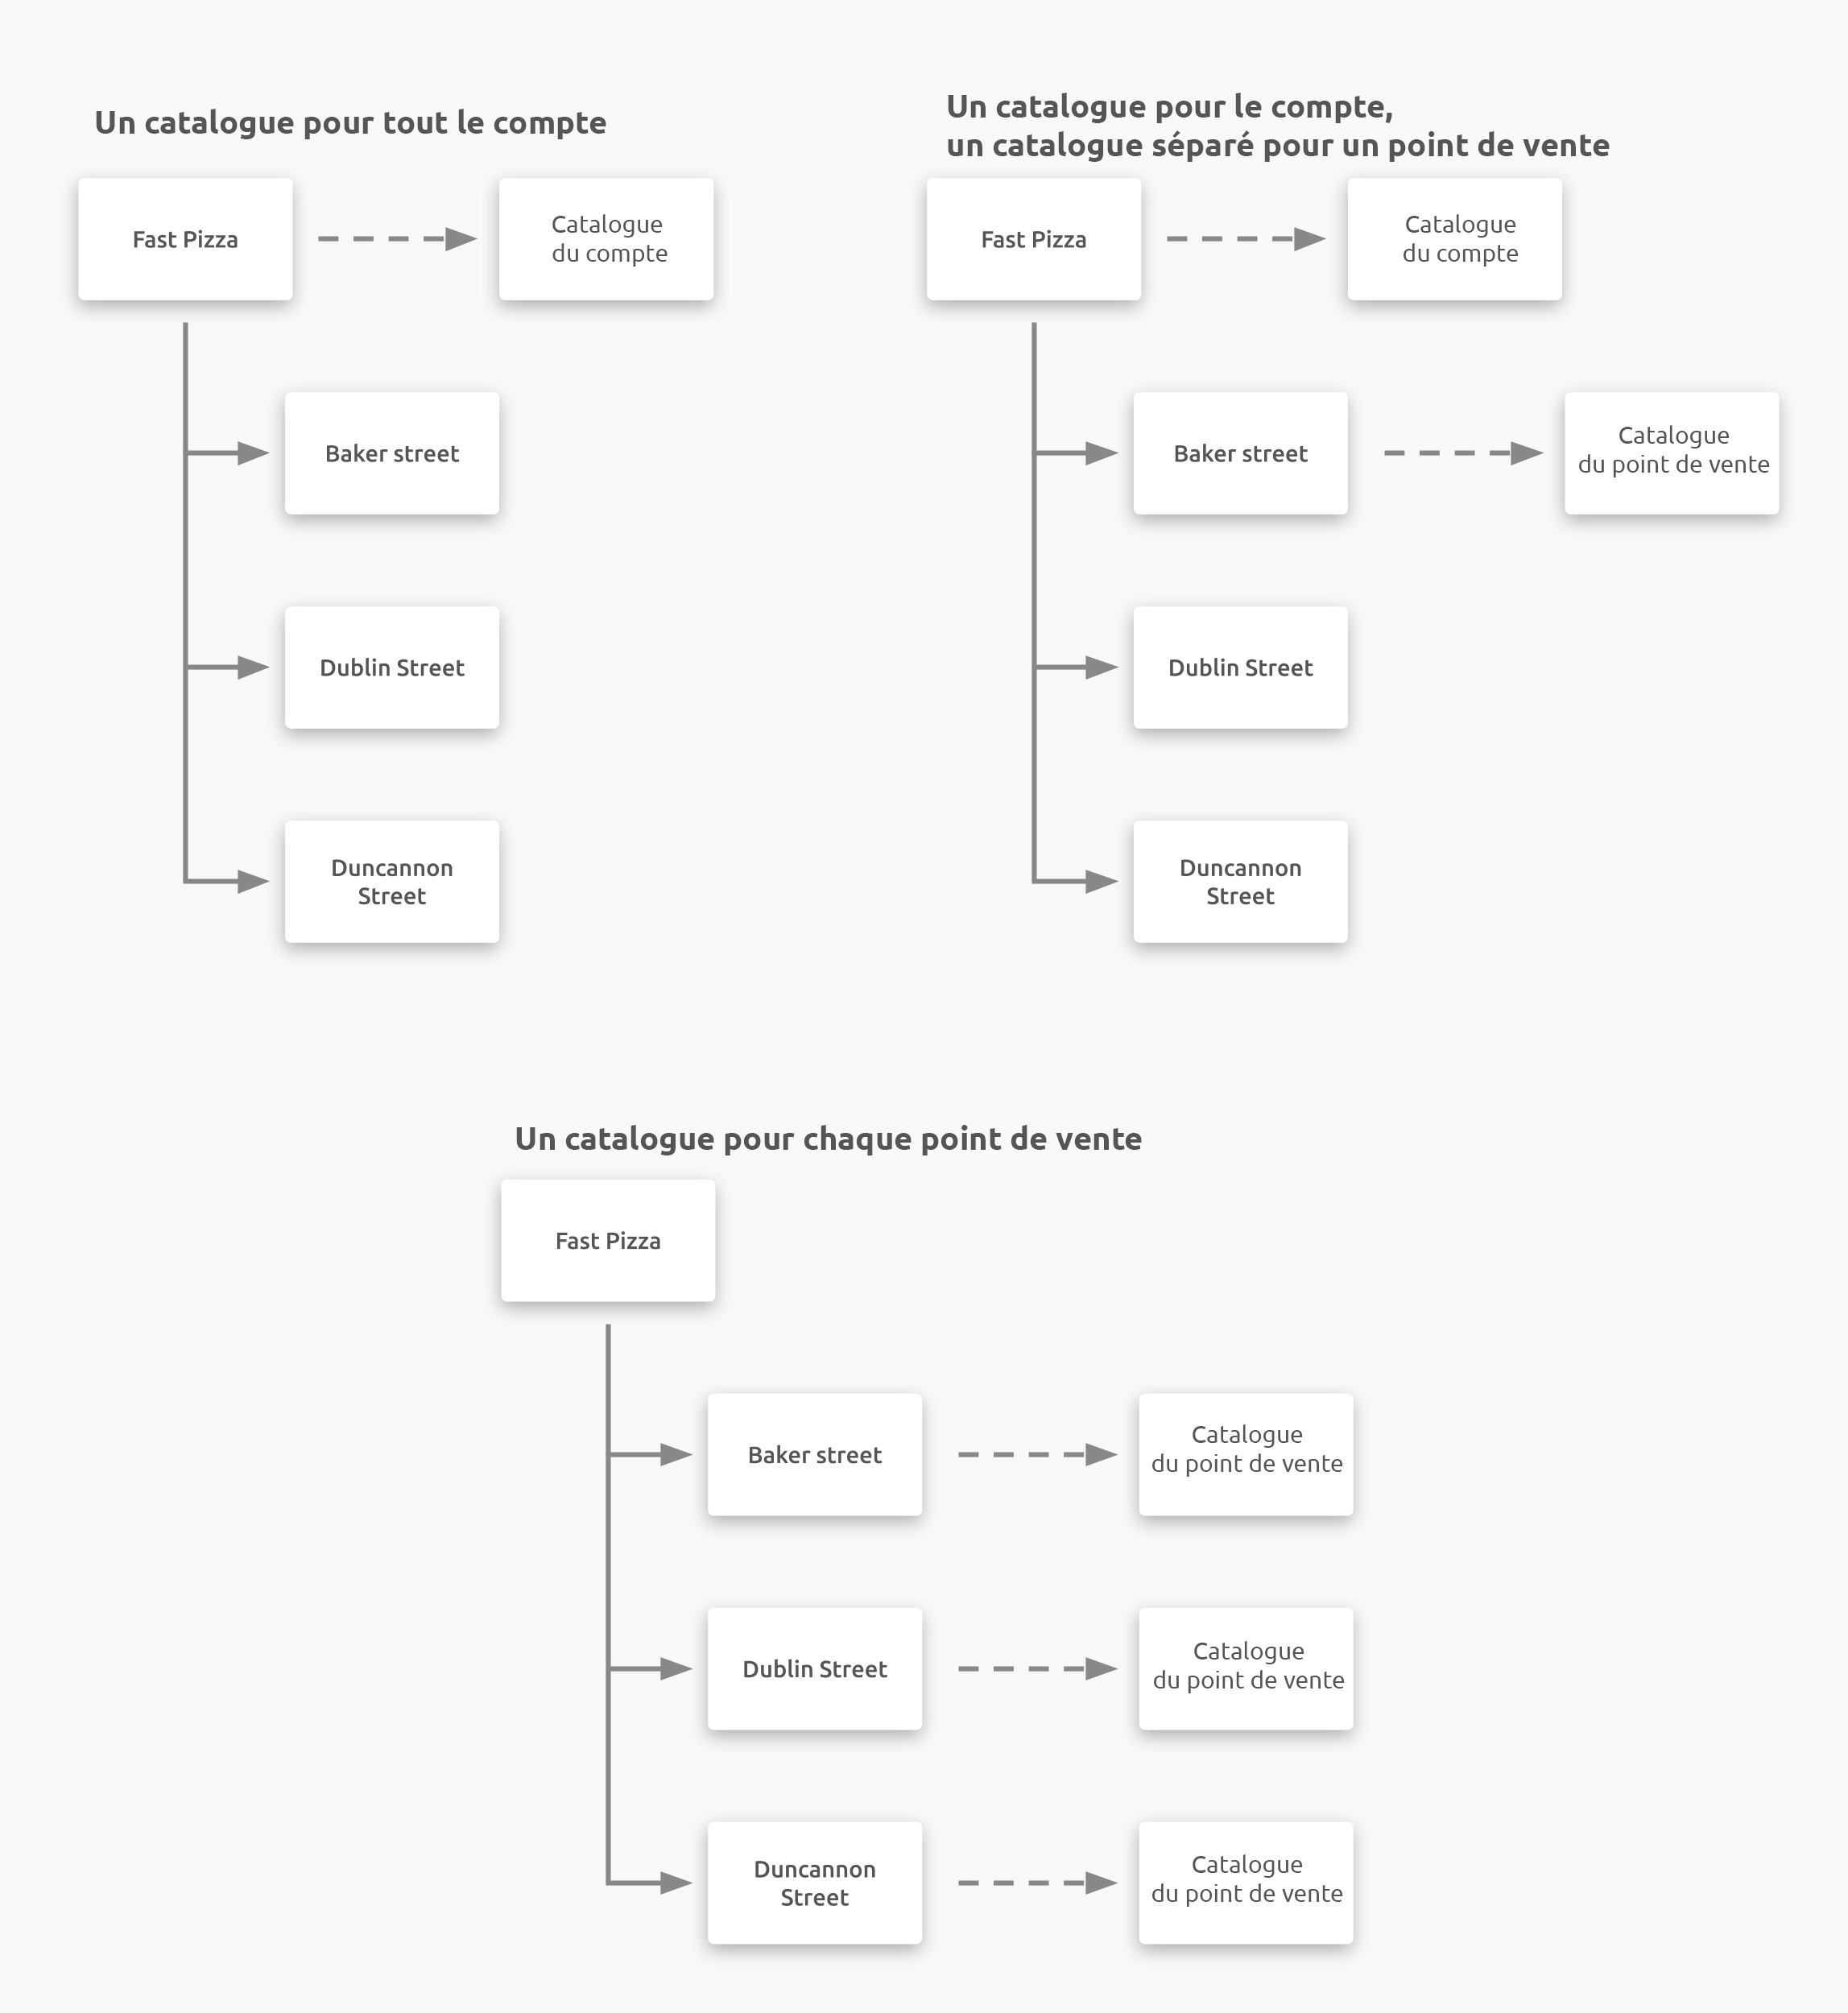 Un catalogue pour tout le compte
Fast Pizza
Catalogue
du compte
Baker street
Dublin Street
Duncannon
Street
Un catalogue pour le compte,
un catalogue séparé pour un point de vente
Fast Pizza
Catalogue
du compte
Baker street
Catalogue
du point de vente
Dublin Street
Duncannon
Street
Un catalogue pour chaque point de vente
Fast Pizza
Baker street
Catalogue
du point de vente
Dublin Street
Catalogue
du point de vente
Duncannon
Street
Catalogue
du point de vente